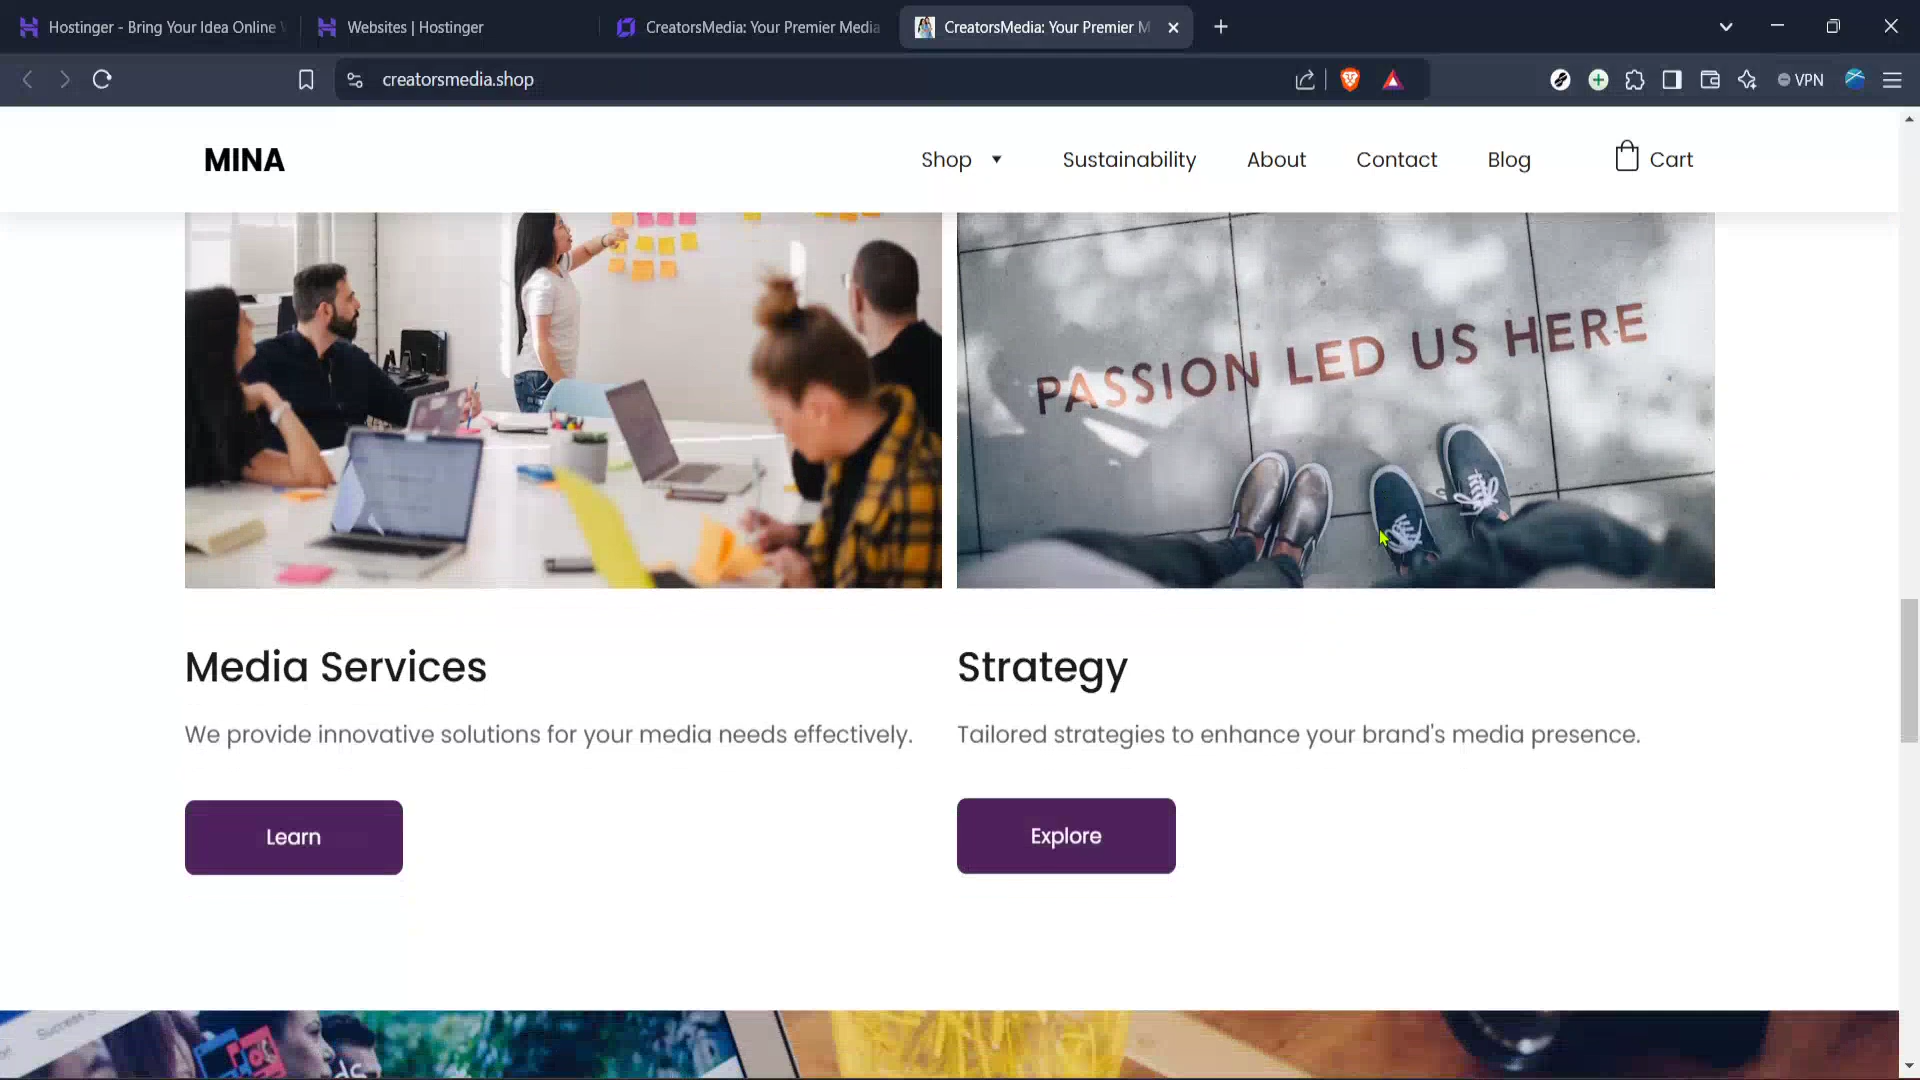 Hostinger - Bring Your Idea Online
Websites | Hostinger
CreatorsMedia: Your Premier Media
CreatorsMedia: Your Premier M
creatorsmedia.shop
VPN
MINA
Shop
Sustainability
About
Contact
Blog
Cart
PASSION LED US HERE
Media Services
Strategy
We provide innovative solutions for your media needs effectively.
Tailored strategies to enhance your brand's media presence.
Learn
Explore